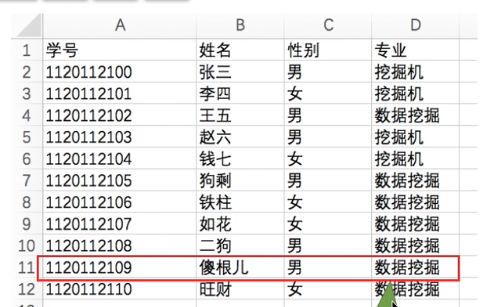 A B C D
1 学号 姓名 性别 专业
2 1120112100 张三 男 挖掘机
3 1120112101 李四 女 挖掘机
4 1120112102 王五 男 数据挖掘
5 1120112103 赵六 男 挖掘机
6 1120112104 钱七 女 挖掘机
7 1120112105 狗剩 男 数据挖掘
8 1120112106 铁柱 女 数据挖掘
9 1120112107 如花 女 数据挖掘
10 1120112108 二狗 男 数据挖掘
11 1120112109 傻根儿 男 数据挖掘
12 1120112110 旺财 女 数据挖掘